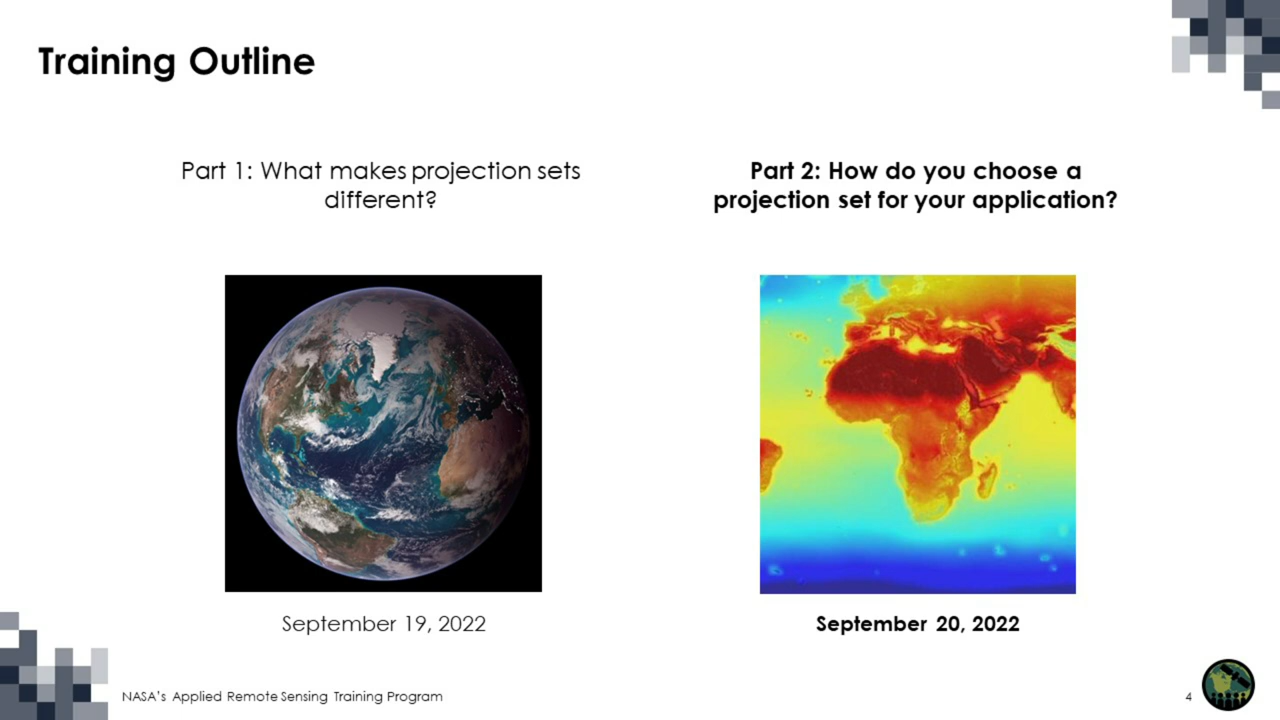 Training Outline
Part 1: What makes projection sets
different?
Part 2: How do you choose a
projection set for your application?
September 19, 2022
September 20, 2022
NASA's Applied Remote Sensing Training Program
4